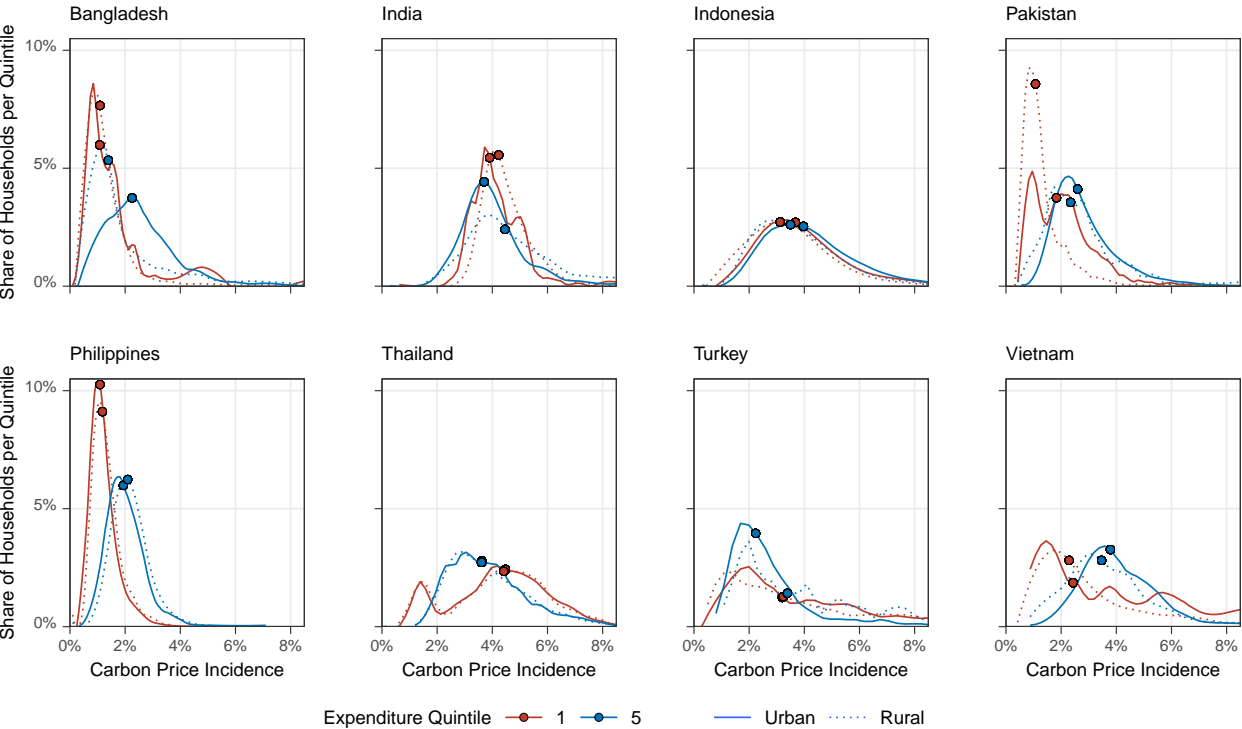 Bangladesh India Indonesia Pakistan
Share of Households per Quintile
10%
5%
0%
Philippines Thailand Turkey Vietnam
Share of Households per Quintile
10%
5%
0%
0% 2% 4% 6% 8% 0% 2% 4% 6% 8% 0% 2% 4% 6% 8% 0% 2% 4% 6% 8%
Carbon Price Incidence Carbon Price Incidence Carbon Price Incidence Carbon Price Incidence
Expenditure Quintile 1 5 Urban Rural